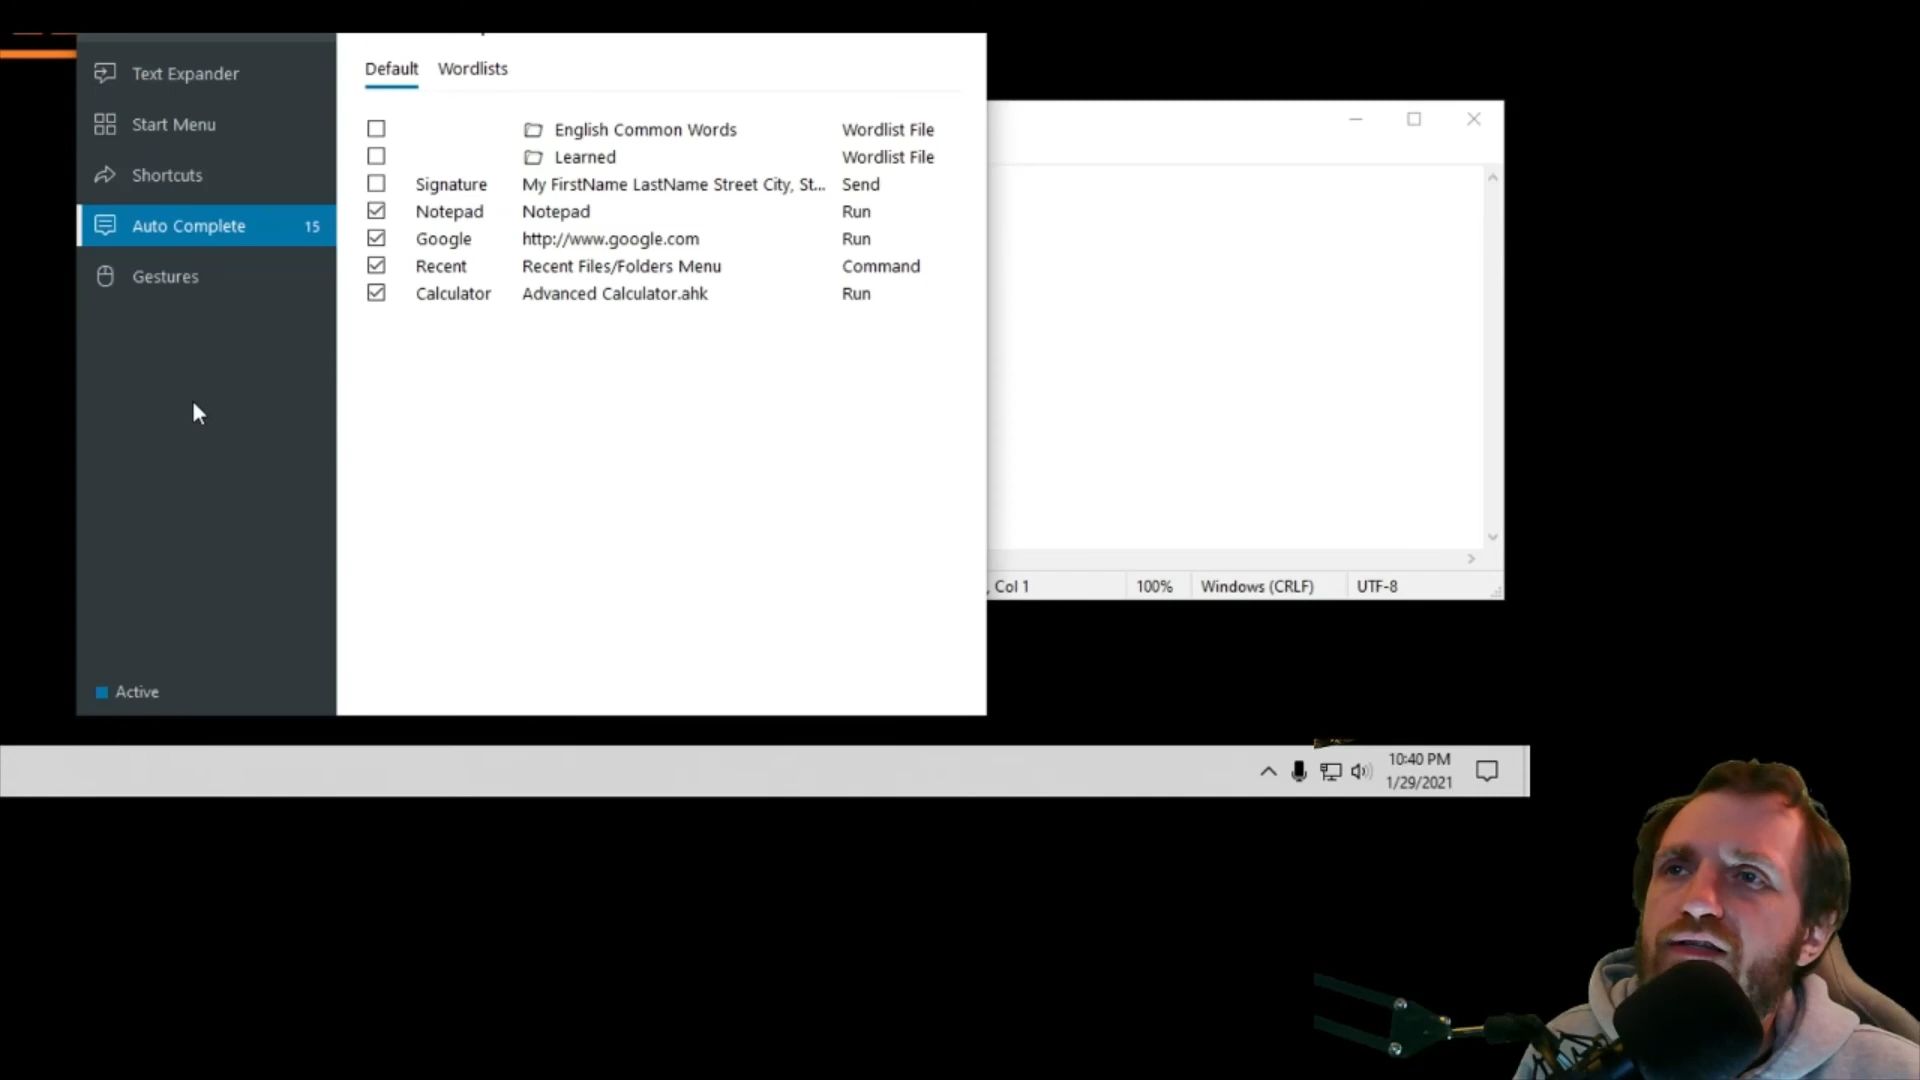 Text Expander
Start Menu
Shortcuts
Auto Complete 15
Gestures
Active
Default Wordlists
English Common Words Wordlist File
Learned Wordlist File
Signature My FirstName LastName Street City, St... Send
Notepad Notepad Run
Google http://www.google.com Run
Recent Recent Files/Folders Menu Command
Calculator Advanced Calculator.ahk Run
, Col 1 100% Windows (CRLF) UTF-8
10:40 PM
1/29/2021